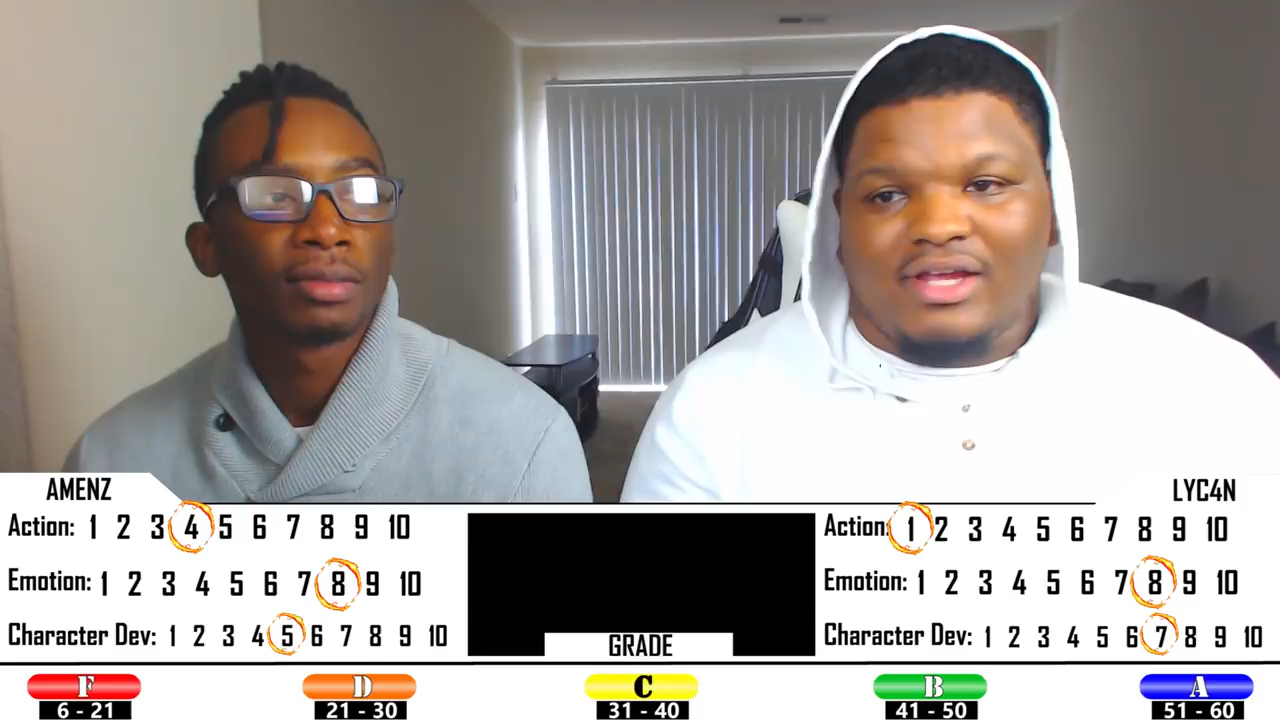 AMENZ
Action: 1 2 3 4 5 6 7 8 9 10
Emotion: 1 2 3 4 5 6 7 8 9 10
Character Dev: 1 2 3 4 5 6 7 8 9 10
GRADE
LYC4N
Action: 1 2 3 4 5 6 7 8 9 10
Emotion: 1 2 3 4 5 6 7 8 9 10
Character Dev: 1 2 3 4 5 6 7 8 9 10
F
6 - 21
D
21 - 30
C
31 - 40
B
41 - 50
A
51 - 60